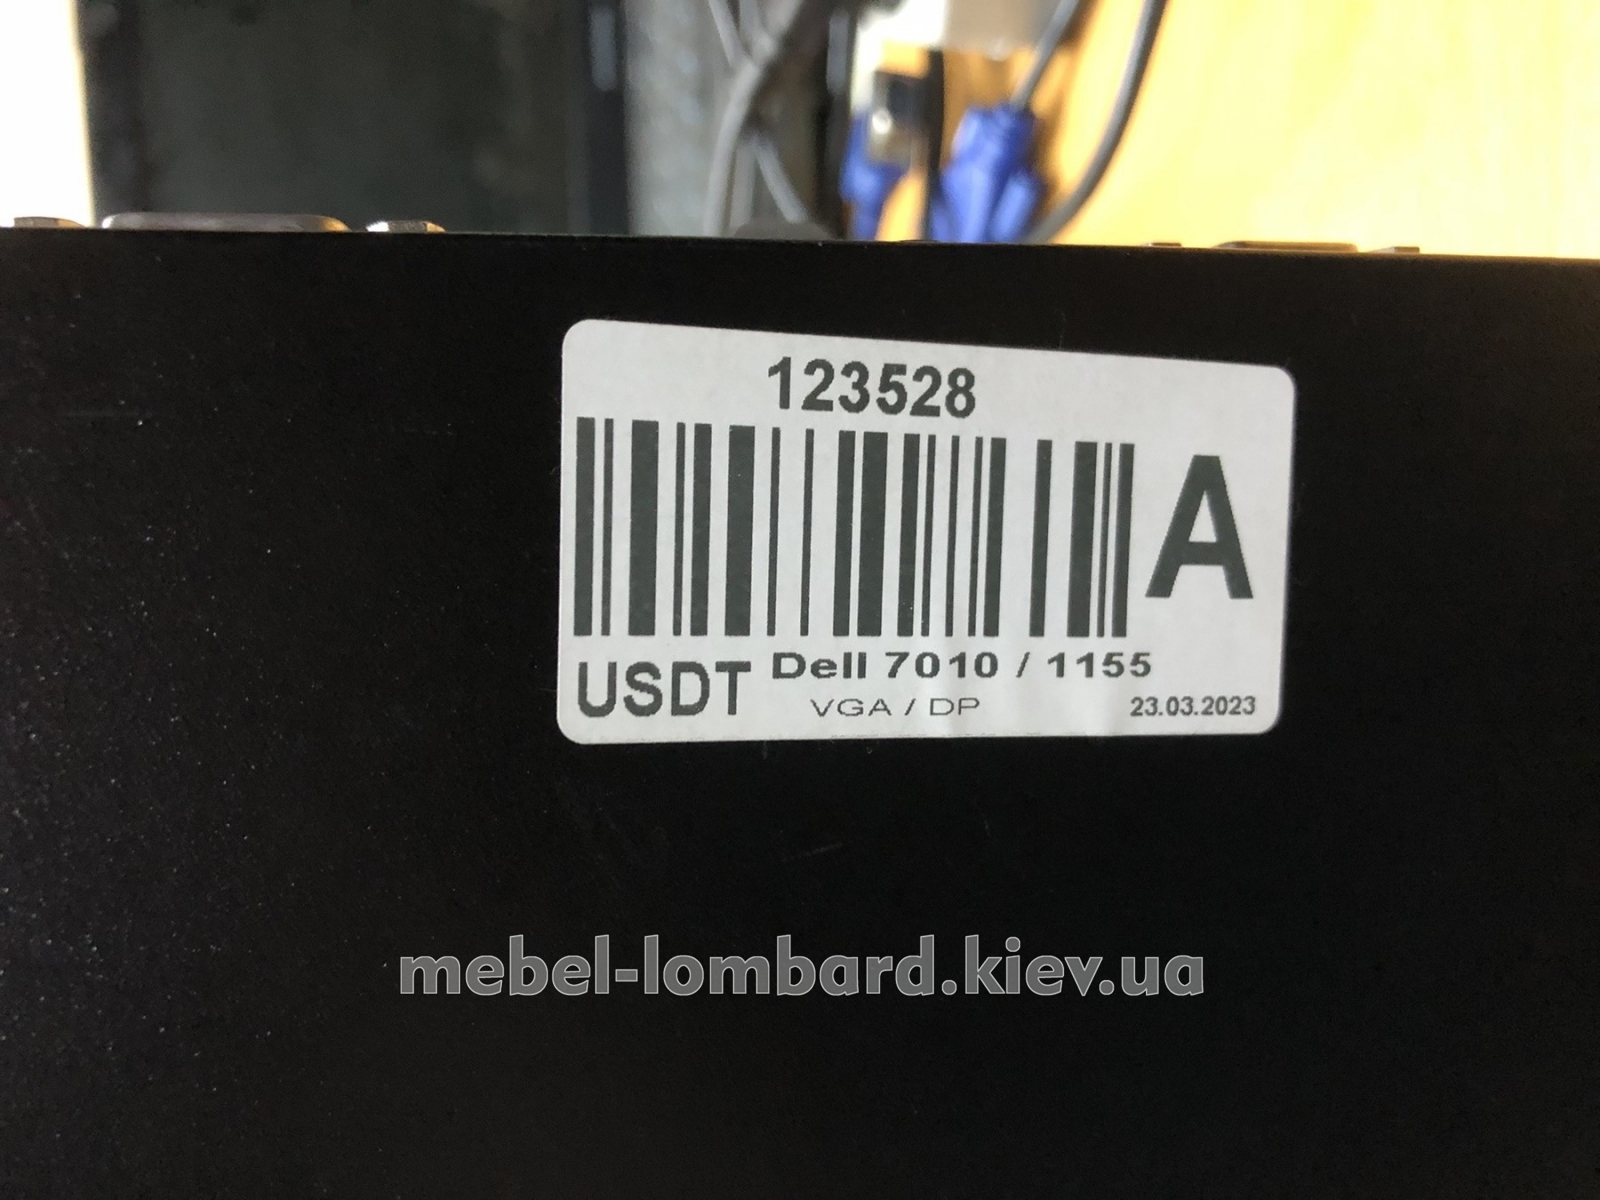 123528
A
USDT Dell 7010 / 1155
VGA / DP 23.03.2023
mebel-lombard.kiev.ua